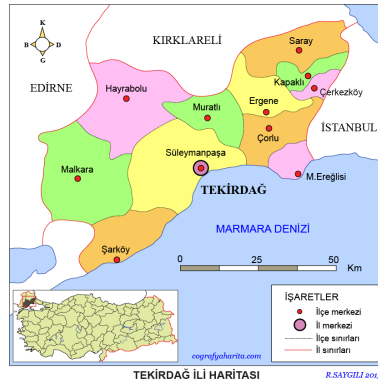 K
B D
G
KIRKLARELİ
EDİRNE
İSTANBUL
Saray
Kapaklı
Çerkezköy
Hayrabolu
Muratlı
Ergene
Çorlu
Süleymanpaşa
TEKİRDAĞ
Malkara
M.Ereğlisi
Şarköy
MARMARA DENİZİ
0 25 50
Km
İŞARETLER
İlçe merkezi
İl merkezi
İlçe sınırları
İl sınırları
cografyaharita.com
TEKİRDAĞ İLİ HARİTASI
R.SAYGILI